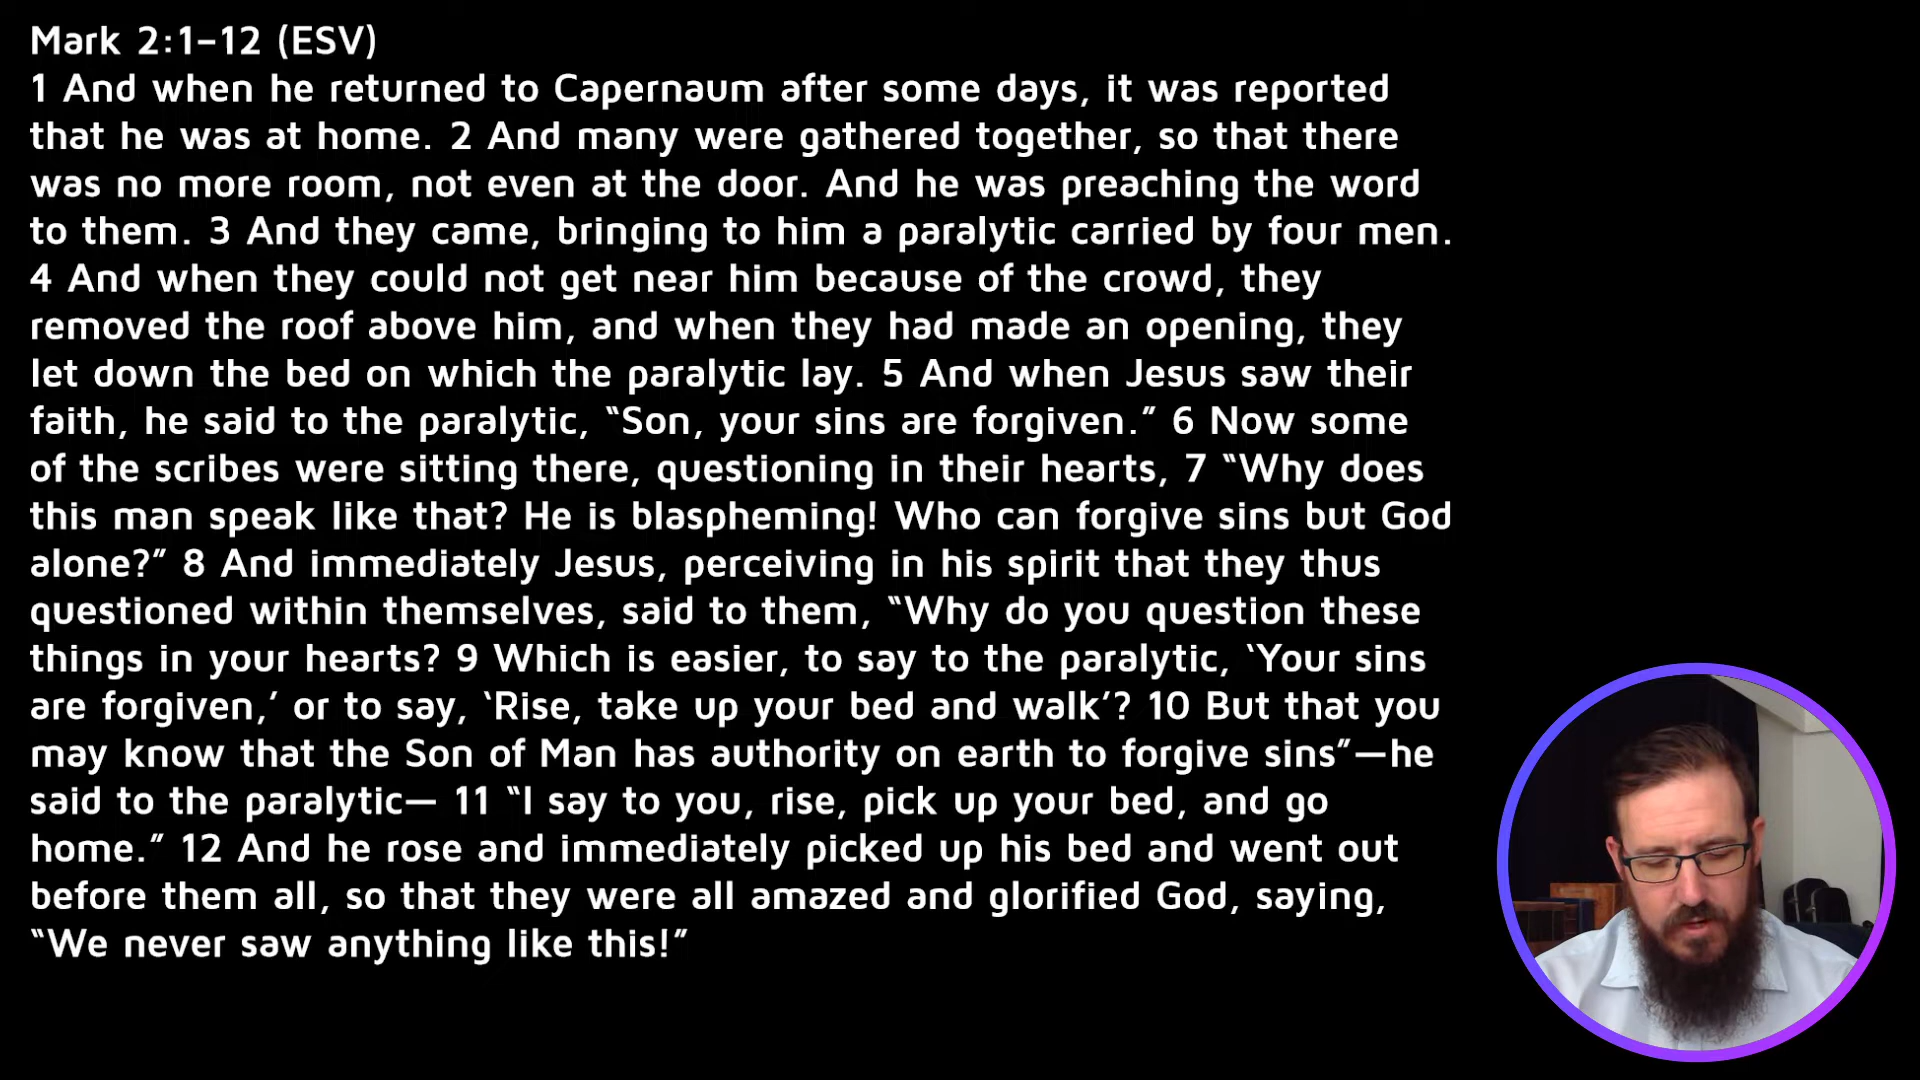 Mark 2:1–12 (ESV)
1 And when he returned to Capernaum after some days, it was reported
that he was at home. 2 And many were gathered together, so that there
was no more room, not even at the door. And he was preaching the word
to them. 3 And they came, bringing to him a paralytic carried by four men.
4 And when they could not get near him because of the crowd, they
removed the roof above him, and when they had made an opening, they
let down the bed on which the paralytic lay. 5 And when Jesus saw their
faith, he said to the paralytic, “Son, your sins are forgiven.” 6 Now some
of the scribes were sitting there, questioning in their hearts, 7 “Why does
this man speak like that? He is blaspheming! Who can forgive sins but God
alone?” 8 And immediately Jesus, perceiving in his spirit that they thus
questioned within themselves, said to them, “Why do you question these
things in your hearts? 9 Which is easier, to say to the paralytic, ‘Your sins
are forgiven,’ or to say, ‘Rise, take up your bed and walk’? 10 But that you
may know that the Son of Man has authority on earth to forgive sins”—he
said to the paralytic— 11 “I say to you, rise, pick up your bed, and go
home.” 12 And he rose and immediately picked up his bed and went out
before them all, so that they were all amazed and glorified God, saying,
“We never saw anything like this!”